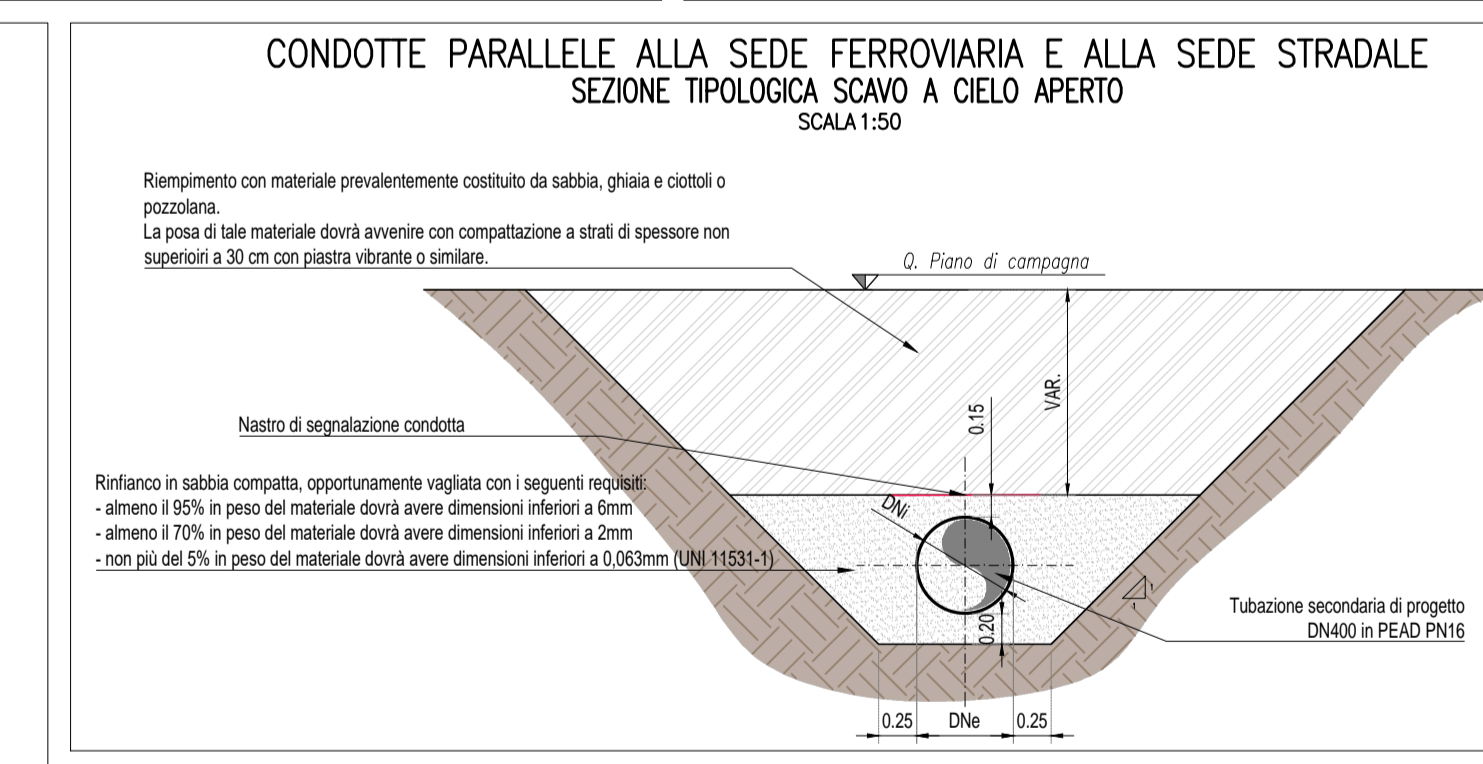 CONDOTTE PARALLELE ALLA SEDE FERROVIARIA E ALLA SEDE STRADALE
SEZIONE TIPOLOGICA SCAVO A CIELO APERTO
SCALA 1:50
Riempimento con materiale prevalentemente costituito da sabbia, ghiaia e ciottoli o
pozzolana.
La posa di tale materiale dovrà avvenire con compattazione a strati di spessore non
superioiri a 30 cm con piastra vibrante o similare.
Q. Piano di campagna
VAR.
0.15
Nastro di segnalazione condotta
Rinfianco in sabbia compatta, opportunamente vagliata con i seguenti requisiti:
- almeno il 95% in peso del materiale dovrà avere dimensioni inferiori a 6mm
- almeno il 70% in peso del materiale dovrà avere dimensioni inferiori a 2mm
- non più del 5% in peso del materiale dovrà avere dimensioni inferiori a 0,063mm (UNI 11531-1)
DNi
1
1
0.20
Tubazione secondaria di progetto
DN400 in PEAD PN16
0.25
DNe
0.25